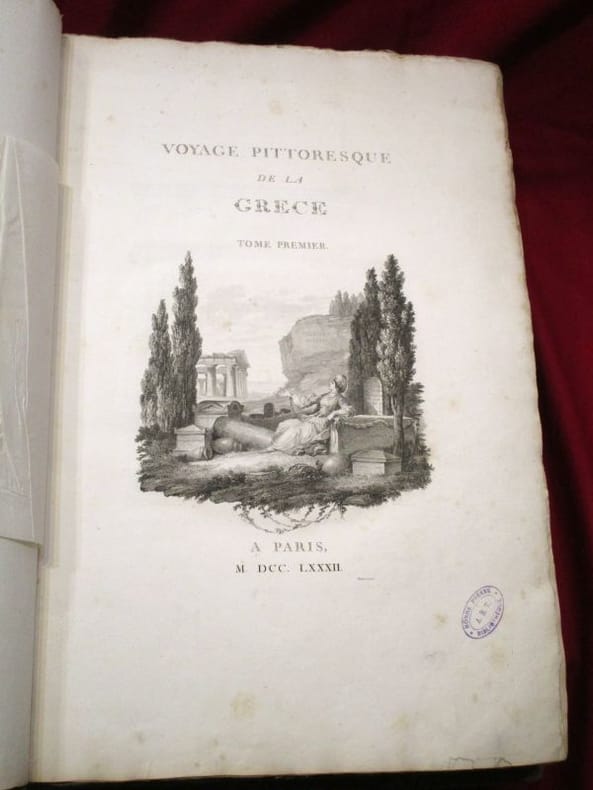 VOYAGE PITTORESQUE
DE LA
GRECE
TOME PREMIER.
A PARIS,
M. DCC. LXXXII.